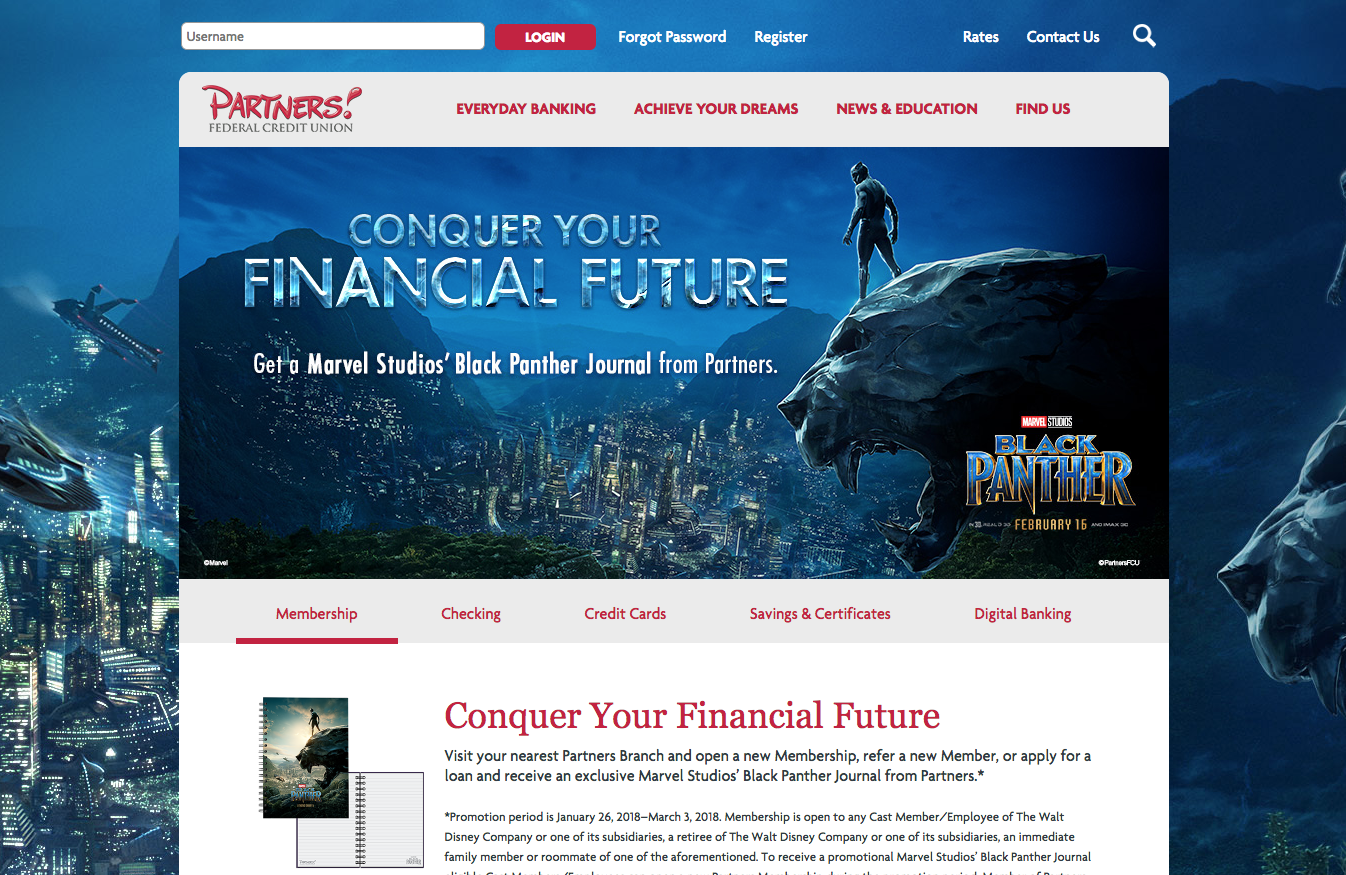 Username
LOGIN
Forgot Password
Register
Rates
Contact Us
PARTNERS!
FEDERAL CREDIT UNION
EVERYDAY BANKING
ACHIEVE YOUR DREAMS
NEWS & EDUCATION
FIND US
CONQUER YOUR
FINANCIAL FUTURE
Get a Marvel Studios' Black Panther Journal from Partners.
MARVEL STUDIOS
BLACK
PANTHER
IN 3D, REAL D 3D FEBRUARY 16 AND IMAX 3D
©Marvel
©PartnersFCU
Membership
Checking
Credit Cards
Savings & Certificates
Digital Banking
Conquer Your Financial Future
Visit your nearest Partners Branch and open a new Membership, refer a new Member, or apply for a
loan and receive an exclusive Marvel Studios' Black Panther Journal from Partners.*
*Promotion period is January 26, 2018–March 3, 2018. Membership is open to any Cast Member/Employee of The Walt
Disney Company or one of its subsidiaries, a retiree of The Walt Disney Company or one of its subsidiaries, an immediate
family member or roommate of one of the aforementioned. To receive a promotional Marvel Studios' Black Panther Journal